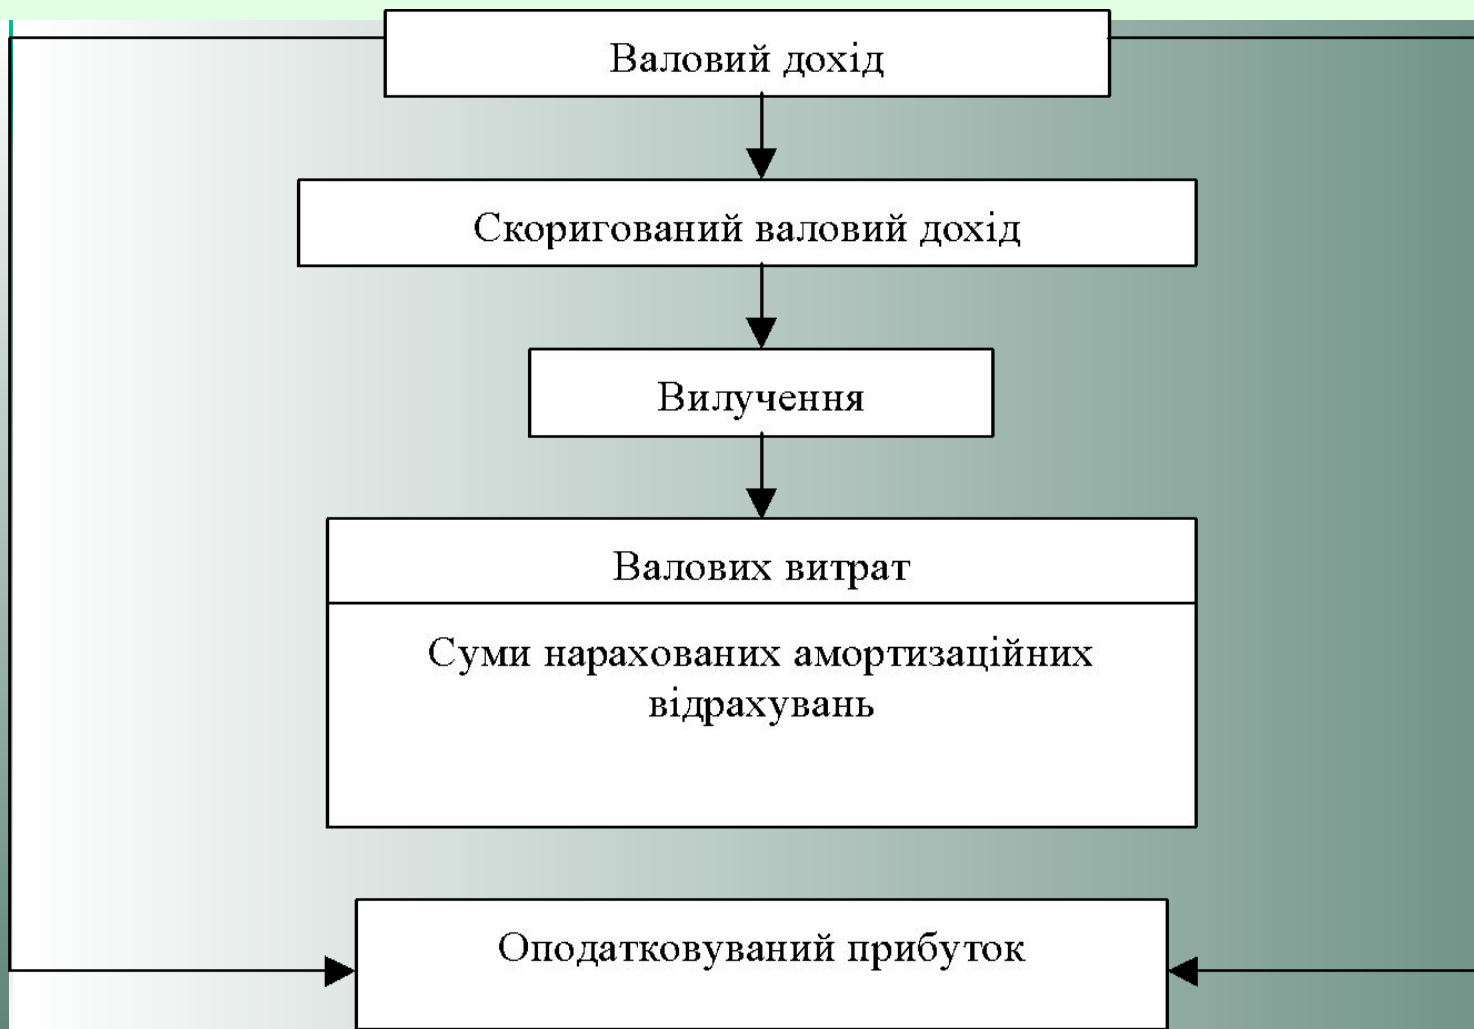 Валовий дохід
Скоригований валовий дохід
Вилучення
Валових витрат
Суми нарахованих амортизаційних
відрахувань
Оподатковуваний прибуток